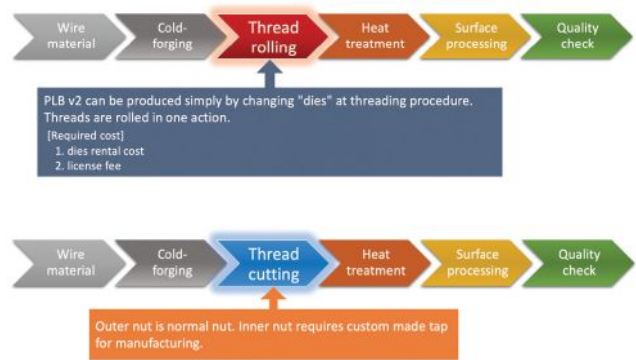 Wire
material
Cold-
forging
Thread
rolling
Heat
treatment
Surface
processing
Quality
check
PLB v2 can be produced simply by changing "dies" at threading procedure.
Threads are rolled in one action.
[Required cost]
1. dies rental cost
2. license fee
Wire
material
Cold-
forging
Thread
cutting
Heat
treatment
Surface
processing
Quality
check
Outer nut is normal nut. Inner nut requires custom made tap
for manufacturing.